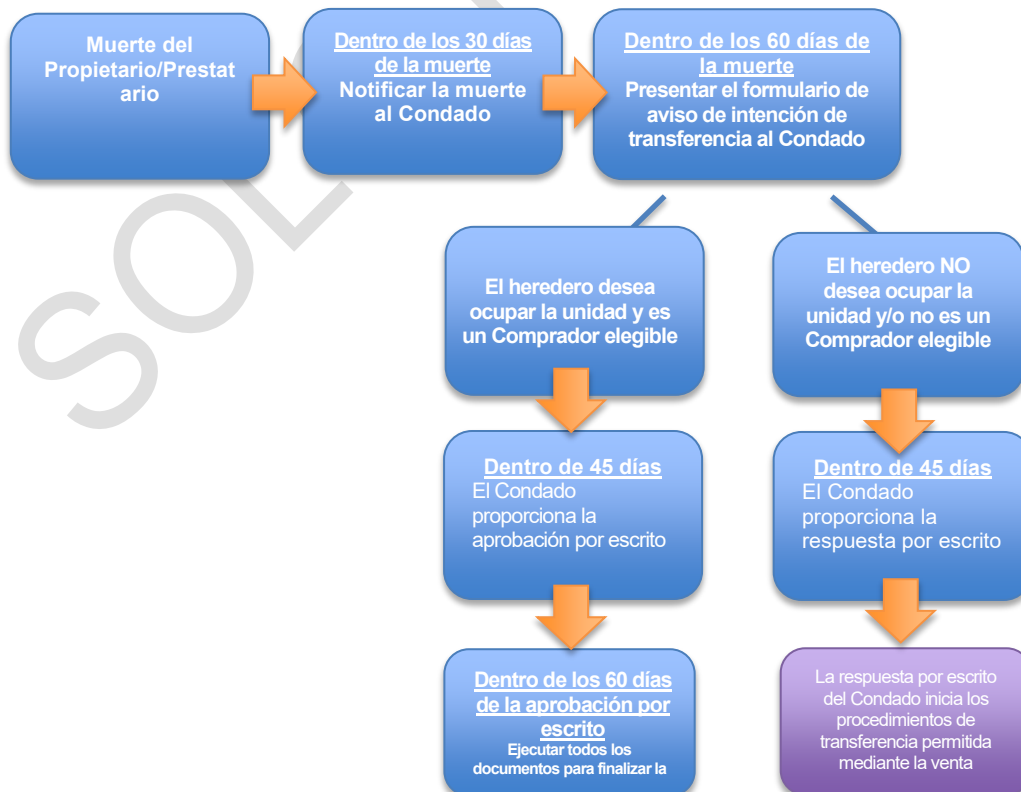 Muerte del
Propietario/Prestat
ario
Dentro de los 30 días
de la muerte
Notificar la muerte
al Condado
Dentro de los 60 días de
la muerte
Presentar el formulario de
aviso de intención de
transferencia al Condado
El heredero desea
ocupar la unidad y es
un Comprador elegible
El heredero NO
desea ocupar la
unidad y/o no es un
Comprador elegible
Dentro de 45 días
El Condado
proporciona la
aprobación por escrito
Dentro de 45 días
El Condado
proporciona la
respuesta por escrito
Dentro de los 60 días
de la aprobación por
escrito
Ejecutar todos los
documentos para finalizar la
La respuesta por escrito
del Condado inicia los
procedimientos de
transferencia permitida
mediante la venta